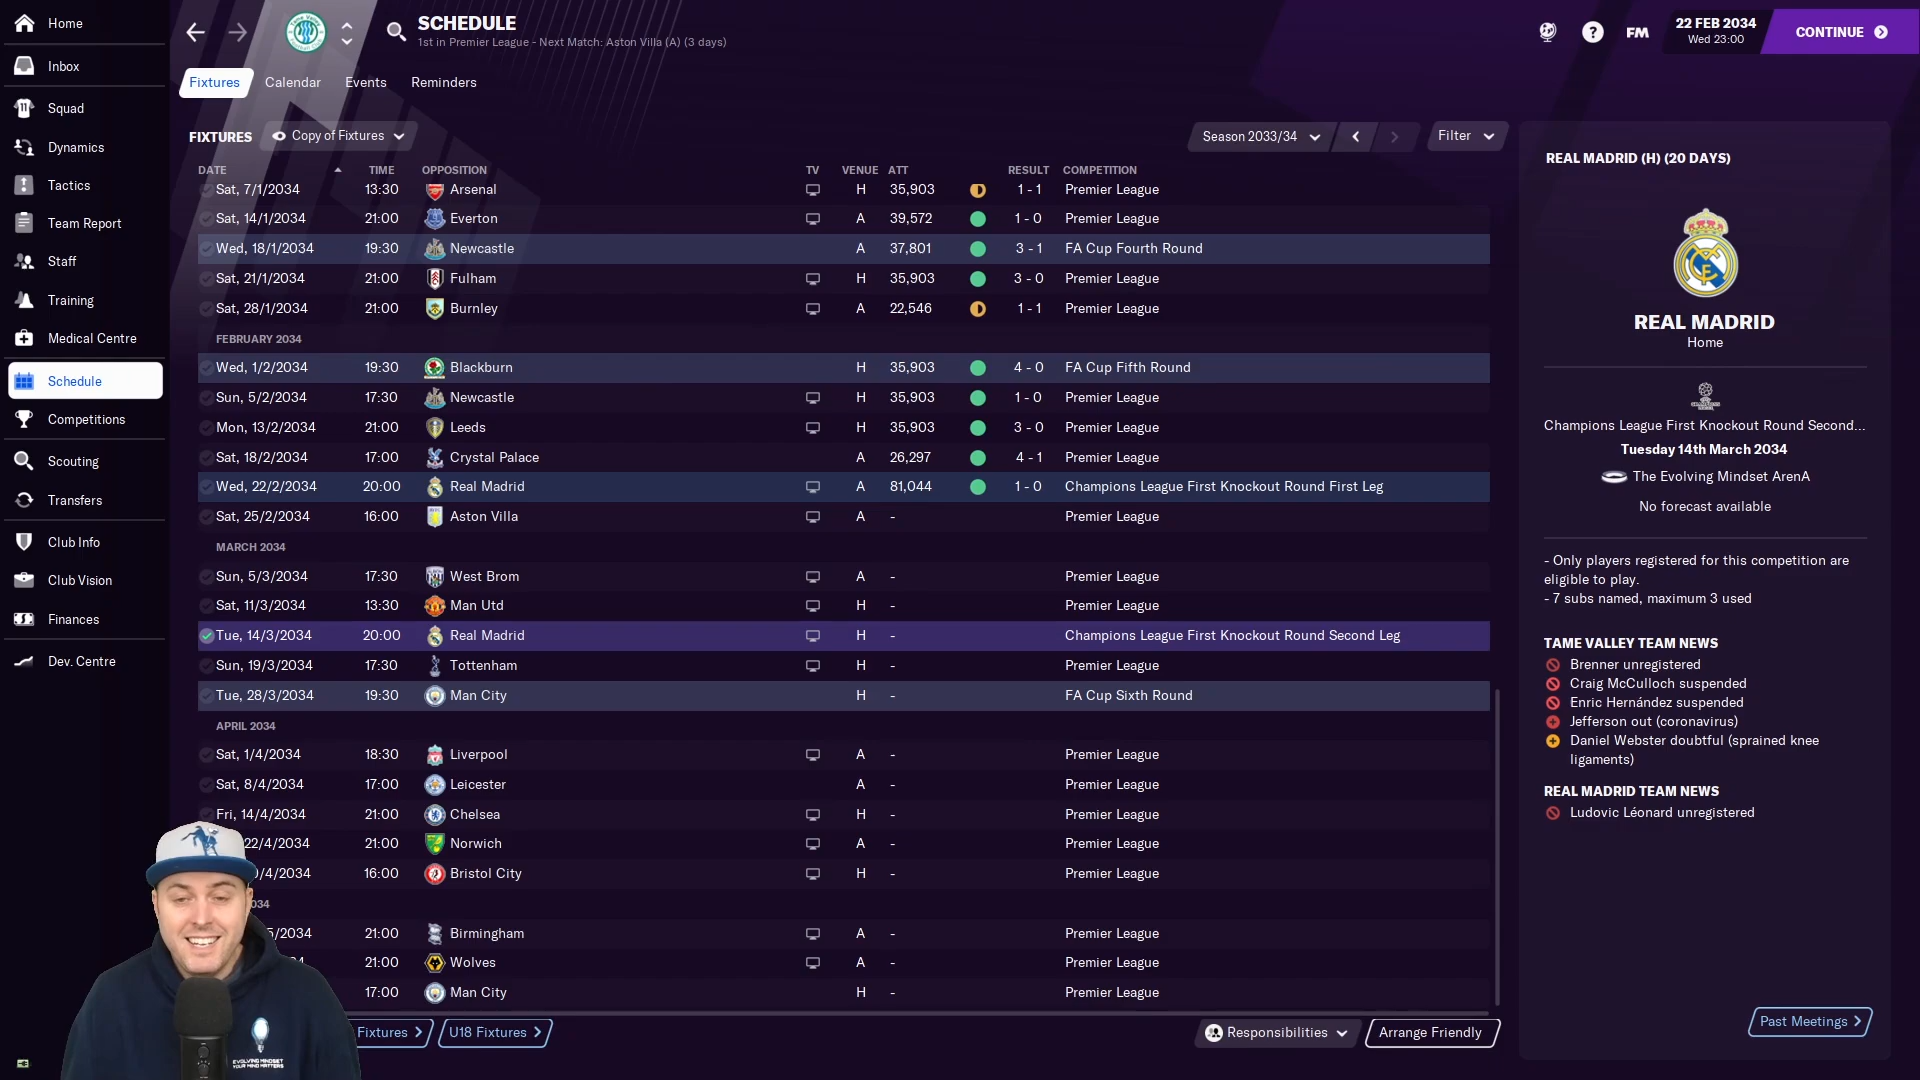 Home
Inbox
Squad
Dynamics
Tactics
Team Report
Staff
Training
Medical Centre
Schedule
Competitions
Scouting
Transfers
Club Info
Club Vision
Finances
Dev. Centre
SCHEDULE
1st in Premier League - Next Match: Aston Villa (A) (3 days)
FM
22 FEB 2034
Wed 23:00
CONTINUE
Fixtures Calendar Events Reminders
FIXTURES Copy of Fixtures Season 2033/34 Filter
DATE TIME OPPOSITION TV VENUE ATT RESULT COMPETITION
Sat, 7/1/2034 13:30 Arsenal H 35,903 1 - 1 Premier League
Sat, 14/1/2034 21:00 Everton A 39,572 1 - 0 Premier League
Wed, 18/1/2034 19:30 Newcastle A 37,801 3 - 1 FA Cup Fourth Round
Sat, 21/1/2034 21:00 Fulham H 35,903 3 - 0 Premier League
Sat, 28/1/2034 21:00 Burnley A 22,546 1 - 1 Premier League
FEBRUARY 2034
Wed, 1/2/2034 19:30 Blackburn H 35,903 4 - 0 FA Cup Fifth Round
Sun, 5/2/2034 17:30 Newcastle H 35,903 1 - 0 Premier League
Mon, 13/2/2034 21:00 Leeds H 35,903 3 - 0 Premier League
Sat, 18/2/2034 17:00 Crystal Palace A 26,297 4 - 1 Premier League
Wed, 22/2/2034 20:00 Real Madrid A 81,044 1 - 0 Champions League First Knockout Round First Leg
Sat, 25/2/2034 16:00 Aston Villa A - Premier League
MARCH 2034
Sun, 5/3/2034 17:30 West Brom A - Premier League
Sat, 11/3/2034 13:30 Man Utd H - Premier League
Tue, 14/3/2034 20:00 Real Madrid H - Champions League First Knockout Round Second Leg
Sun, 19/3/2034 17:30 Tottenham H - Premier League
Tue, 28/3/2034 19:30 Man City H - FA Cup Sixth Round
APRIL 2034
Sat, 1/4/2034 18:30 Liverpool A - Premier League
Sat, 8/4/2034 17:00 Leicester A - Premier League
Fri, 14/4/2034 21:00 Chelsea H - Premier League
22/4/2034 21:00 Norwich A - Premier League
/4/2034 16:00 Bristol City H - Premier League
034
5/2034 21:00 Birmingham A - Premier League
21:00 Wolves A - Premier League
17:00 Man City H - Premier League
Fixtures U18 Fixtures Responsibilities Arrange Friendly
REAL MADRID (H) (20 DAYS)
REAL MADRID
Home
Champions League First Knockout Round Second...
Tuesday 14th March 2034
The Evolving Mindset ArenA
No forecast available
- Only players registered for this competition are
eligible to play.
- 7 subs named, maximum 3 used
TAME VALLEY TEAM NEWS
Brenner unregistered
Craig McCulloch suspended
Enric Hernández suspended
Jefferson out (coronavirus)
Daniel Webster doubtful (sprained knee
ligaments)
REAL MADRID TEAM NEWS
Ludovic Léonard unregistered
Past Meetings
EVOLVING MINDSET
YOUR MIND MATTERS